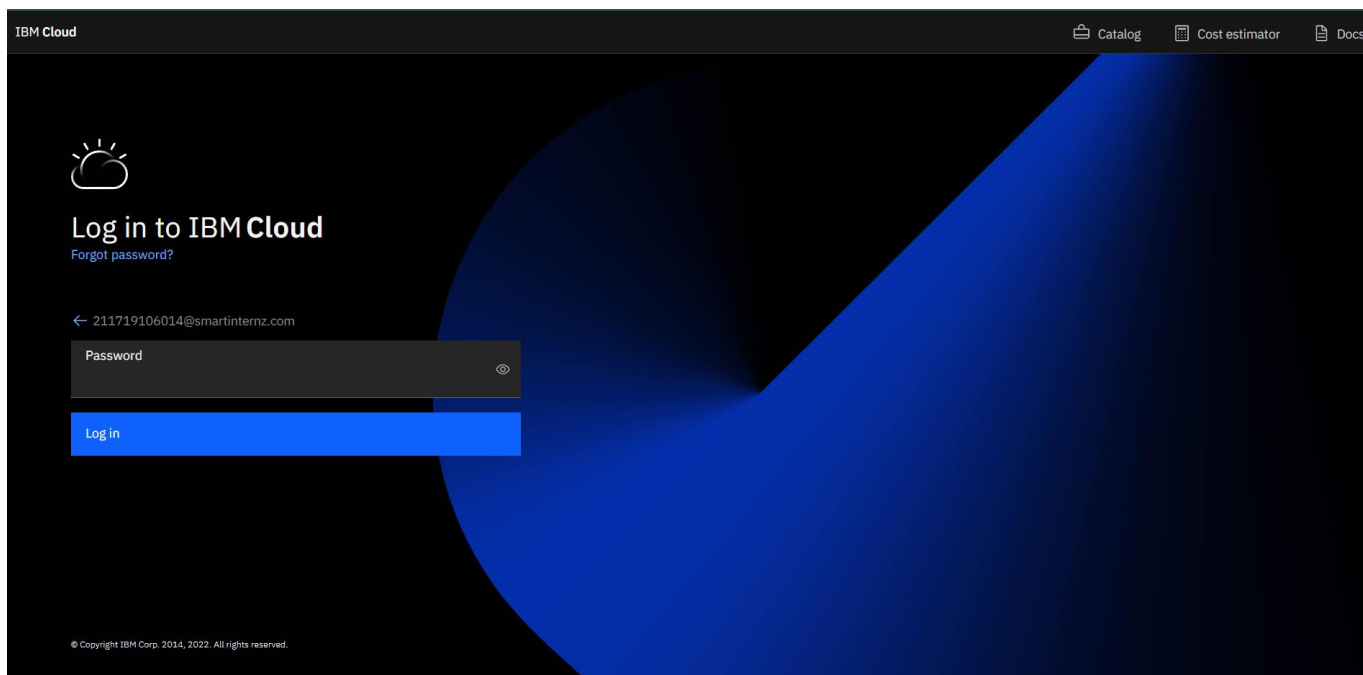 IBM Cloud
Catalog
Cost estimator
Docs
Log in to IBM Cloud
Forgot password?
← 211719106014@smartinternz.com
Password
Log in
© Copyright IBM Corp. 2014, 2022. All rights reserved.